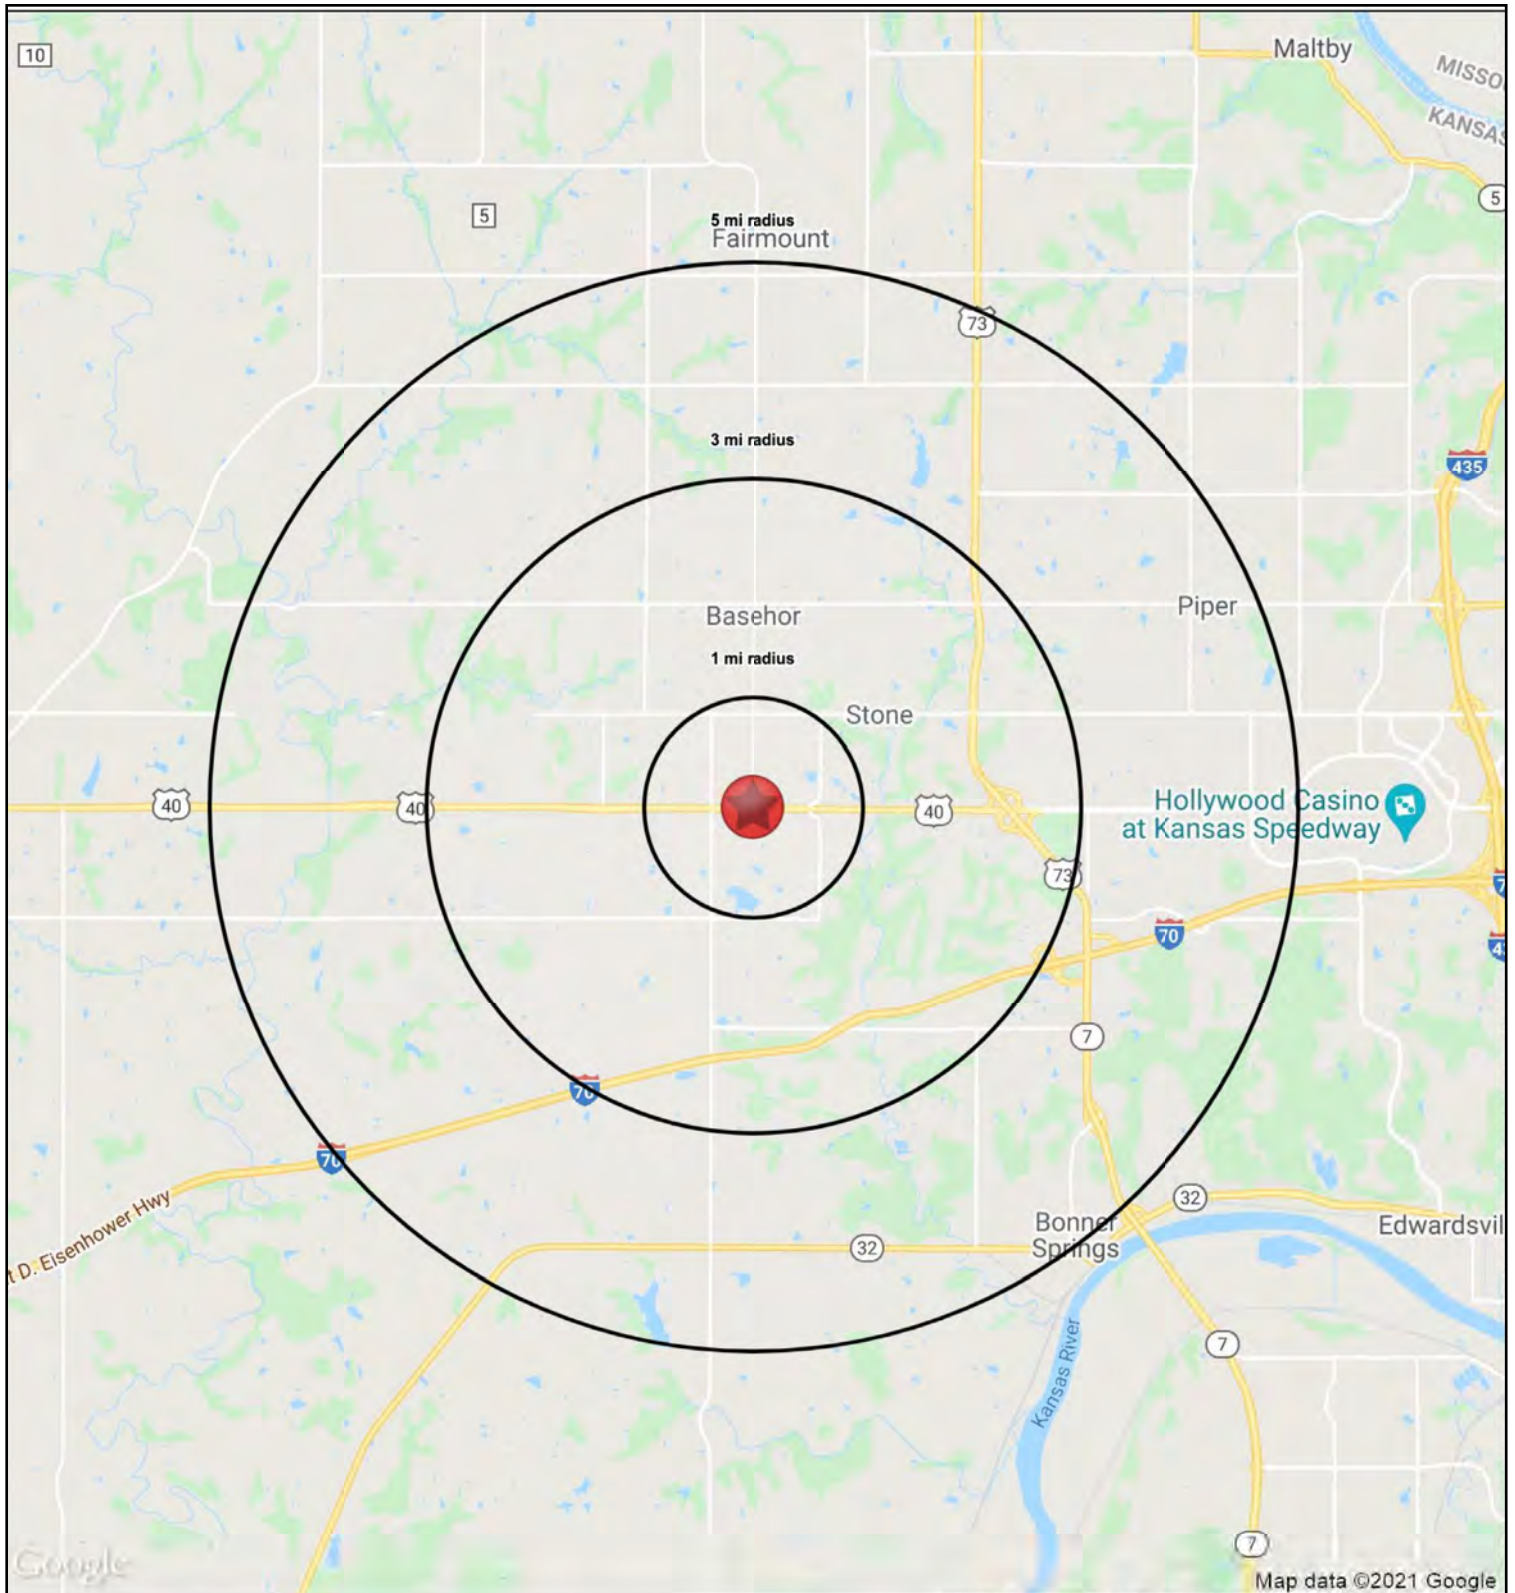 10
Maltby
MISSO
KANSAS
5
5
5 mi radius
Fairmount
73
3 mi radius
435
Basehor
Piper
1 mi radius
Stone
40
40
40
Hollywood Casino
at Kansas Speedway
73
7
70
4
7
70
70
t D. Eisenhower Hwy
32
Bonner
Springs
Edwardsvil
32
Kansas River
7
7
Google
Map data ©2021 Google